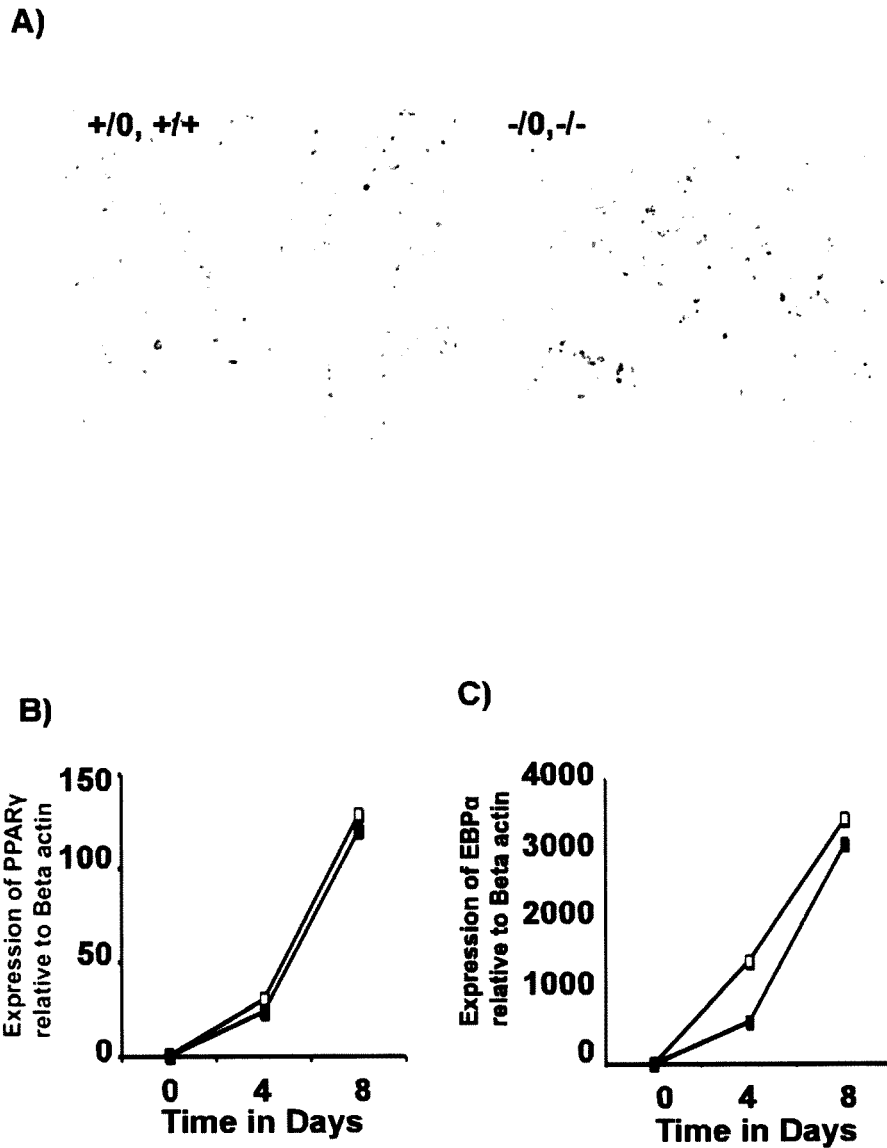 A)
+/0, +/+
-/0,-/-
B)
Expression of PPARγ
relative to Beta actin
150
100
50
0
0 4 8
Time in Days
C)
Expression of EBPα
relative to Beta actin
4000
3000
2000
1000
0
0 4 8
Time in Days